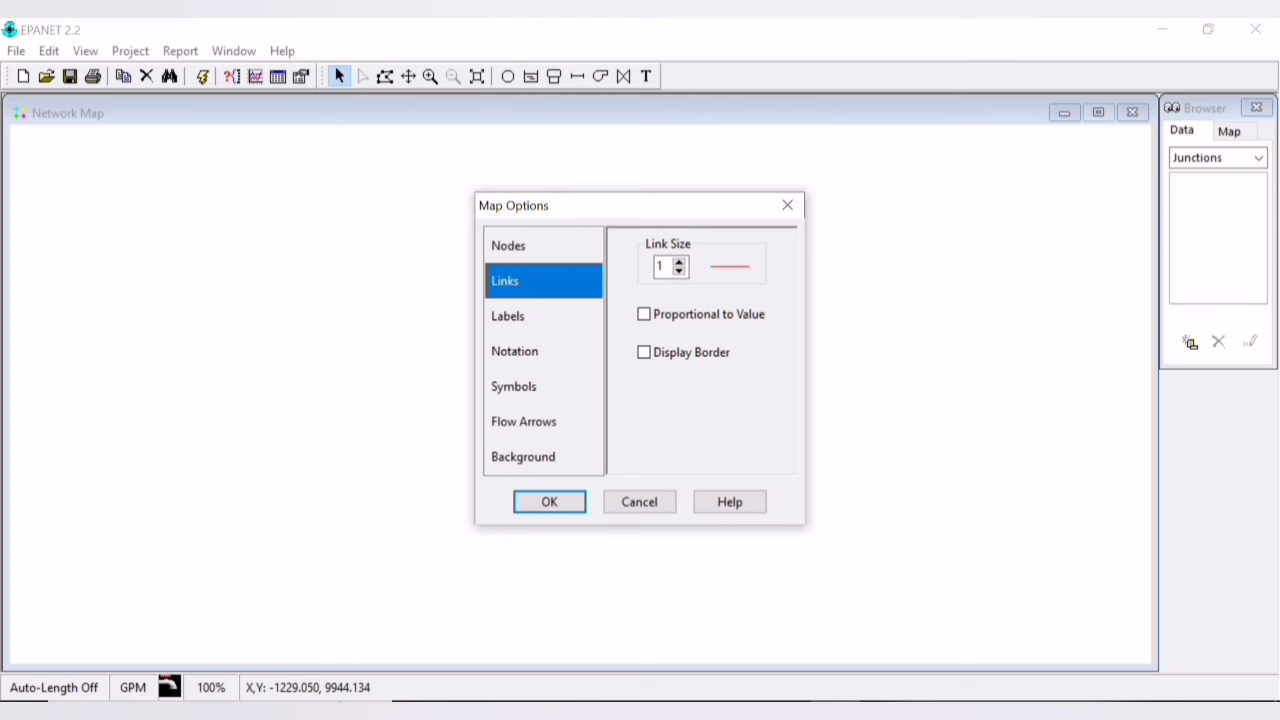 EPANET 2.2
File Edit View Project Report Window Help
T
Network Map
Browser
Data Map
Junctions
Map Options
Nodes
Links
Labels
Notation
Symbols
Flow Arrows
Background
Link Size
1
Proportional to Value
Display Border
OK Cancel Help
Auto-Length Off GPM 100% X,Y: -1229.050, 9944.134